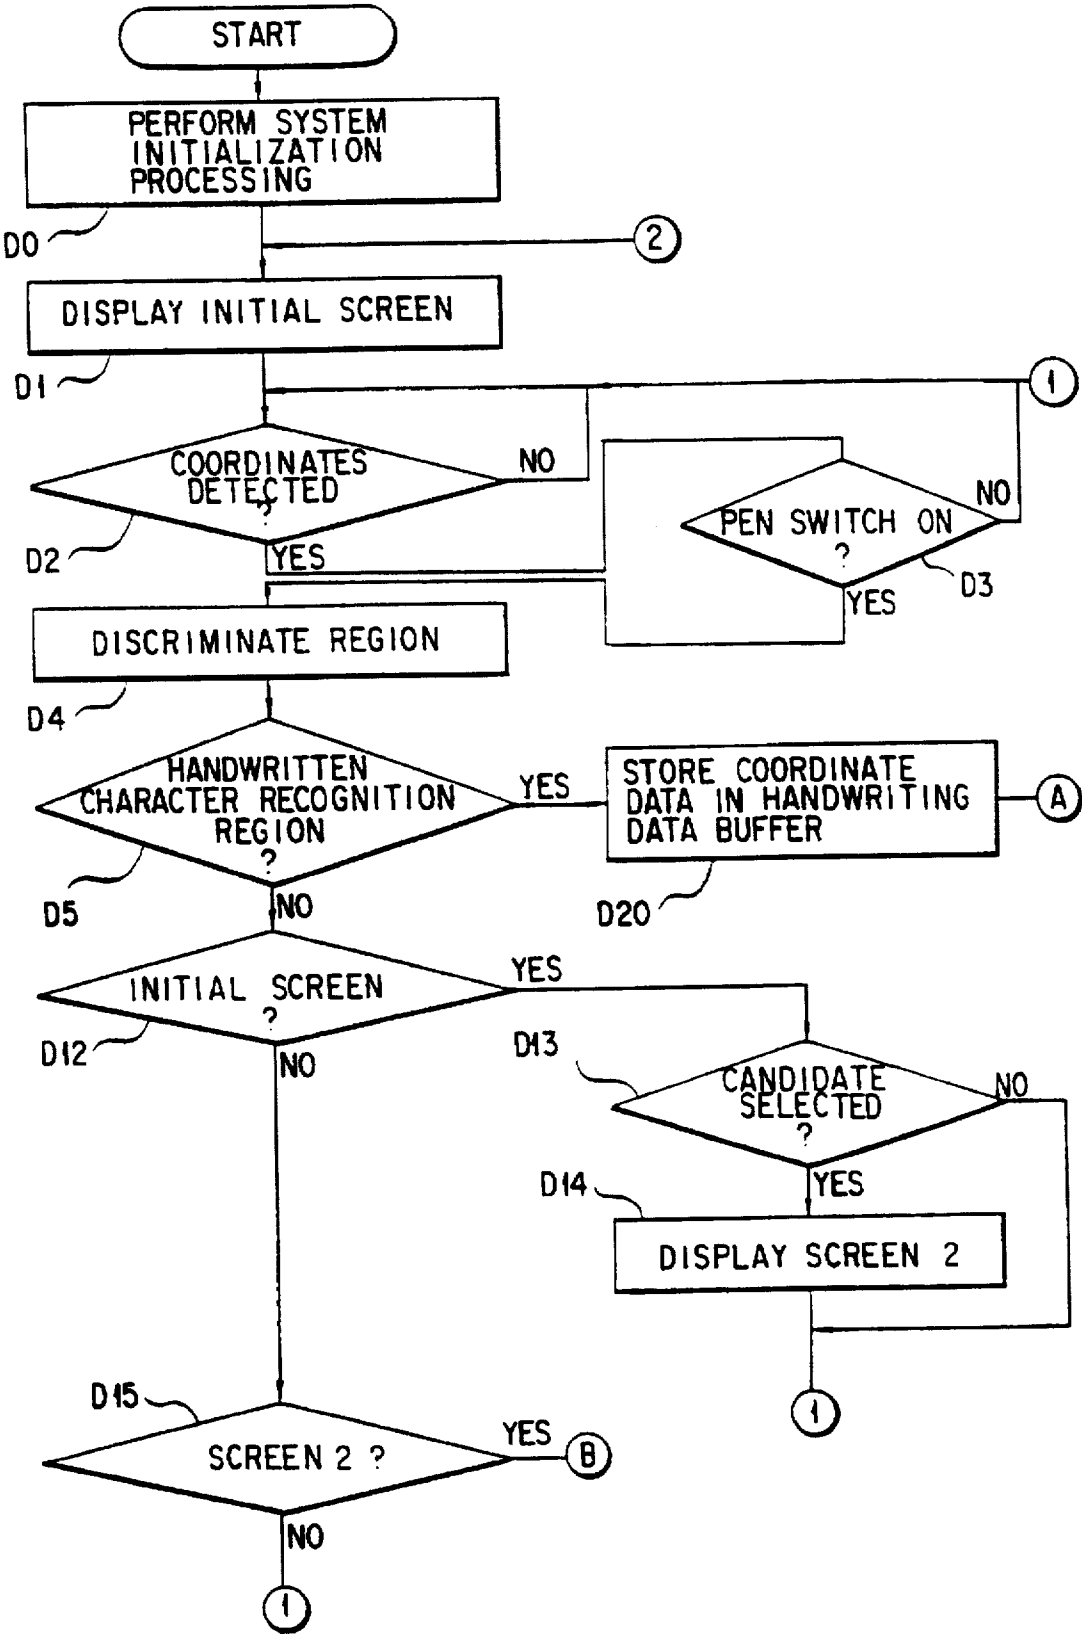 START
PERFORM SYSTEM
INITIALIZATION
PROCESSING
D0
2
DISPLAY INITIAL SCREEN
D1
1
COORDINATES
DETECTED
?
NO
D2
YES
PEN SWITCH ON
?
NO
D3
YES
DISCRIMINATE REGION
D4
HANDWRITTEN
CHARACTER RECOGNITION
REGION
?
YES
STORE COORDINATE
DATA IN HANDWRITING
DATA BUFFER
A
D5
NO
D20
INITIAL SCREEN
?
YES
D12
NO
D13
CANDIDATE
SELECTED
?
NO
YES
D14
DISPLAY SCREEN 2
1
D15
SCREEN 2 ?
YES
B
NO
1